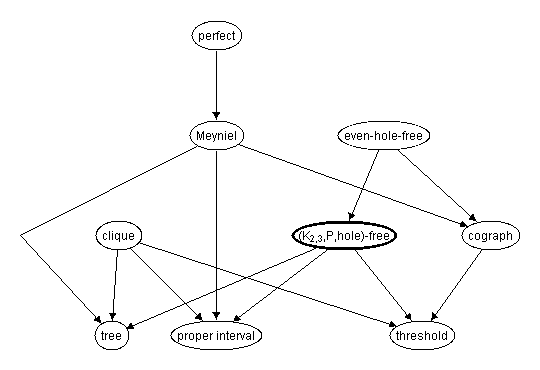 perfect
Meyniel
even-hole-free
clique
(K2,3,P,hole)-free
cograph
tree
proper interval
threshold